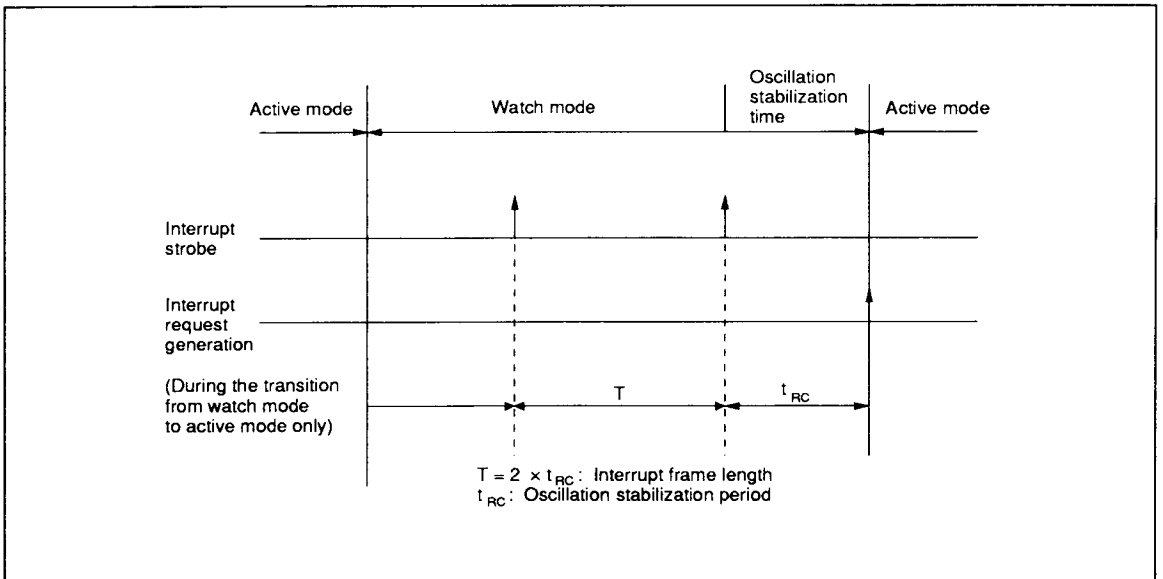 Oscillation
stabilization
time
Active mode
Watch mode
Active mode
Interrupt
strobe
Interrupt
request
generation
(During the transition
from watch mode
to active mode only)
T
t RC
T = 2 × t RC : Interrupt frame length
t RC : Oscillation stabilization period